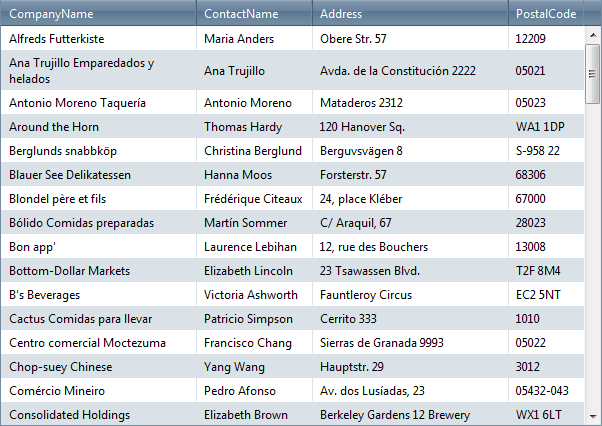 CompanyName ContactName Address PostalCode
Alfreds Futterkiste Maria Anders Obere Str. 57 12209
Ana Trujillo Emparedados y
helados Ana Trujillo Avda. de la Constitución 2222 05021
Antonio Moreno Taquería Antonio Moreno Mataderos 2312 05023
Around the Horn Thomas Hardy 120 Hanover Sq. WA1 1DP
Berglunds snabbköp Christina Berglund Berguvsvägen 8 S-958 22
Blauer See Delikatessen Hanna Moos Forsterstr. 57 68306
Blondel père et fils Frédérique Citeaux 24, place Kléber 67000
Bólido Comidas preparadas Martín Sommer C/ Araquil, 67 28023
Bon app' Laurence Lebihan 12, rue des Bouchers 13008
Bottom-Dollar Markets Elizabeth Lincoln 23 Tsawassen Blvd. T2F 8M4
B's Beverages Victoria Ashworth Fauntleroy Circus EC2 5NT
Cactus Comidas para llevar Patricio Simpson Cerrito 333 1010
Centro comercial Moctezuma Francisco Chang Sierras de Granada 9993 05022
Chop-suey Chinese Yang Wang Hauptstr. 29 3012
Comércio Mineiro Pedro Afonso Av. dos Lusíadas, 23 05432-043
Consolidated Holdings Elizabeth Brown Berkeley Gardens 12 Brewery WX1 6LT